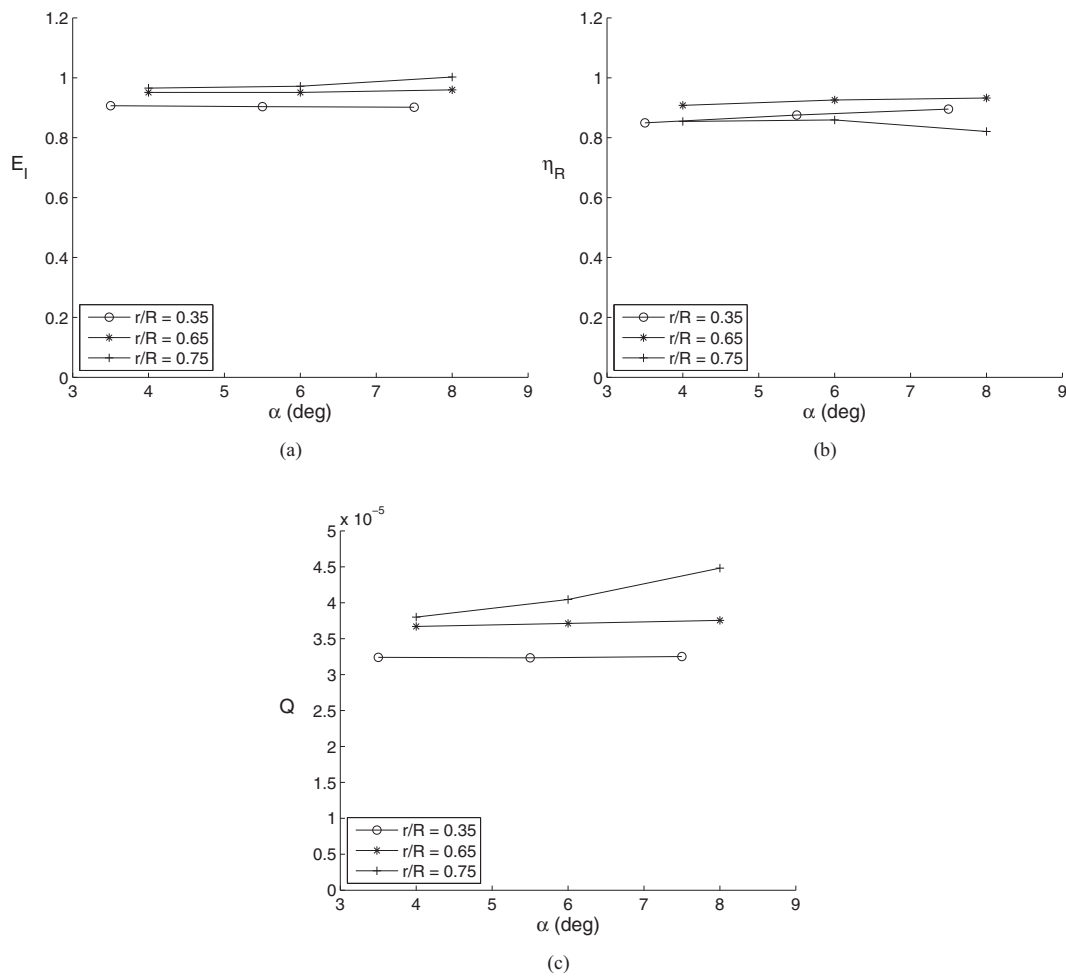 1.2
1
0.8
E_I
0.6
0.4
0.2
0
r/R = 0.35
r/R = 0.65
r/R = 0.75
3 4 5 6 7 8 9
α (deg)
(a)
1.2
1
0.8
η_R
0.6
0.4
0.2
0
r/R = 0.35
r/R = 0.65
r/R = 0.75
3 4 5 6 7 8 9
α (deg)
(b)
x 10⁻⁵
5
4.5
4
3.5
3
Q
2.5
2
1.5
1
0.5
0
r/R = 0.35
r/R = 0.65
r/R = 0.75
3 4 5 6 7 8 9
α (deg)
(c)